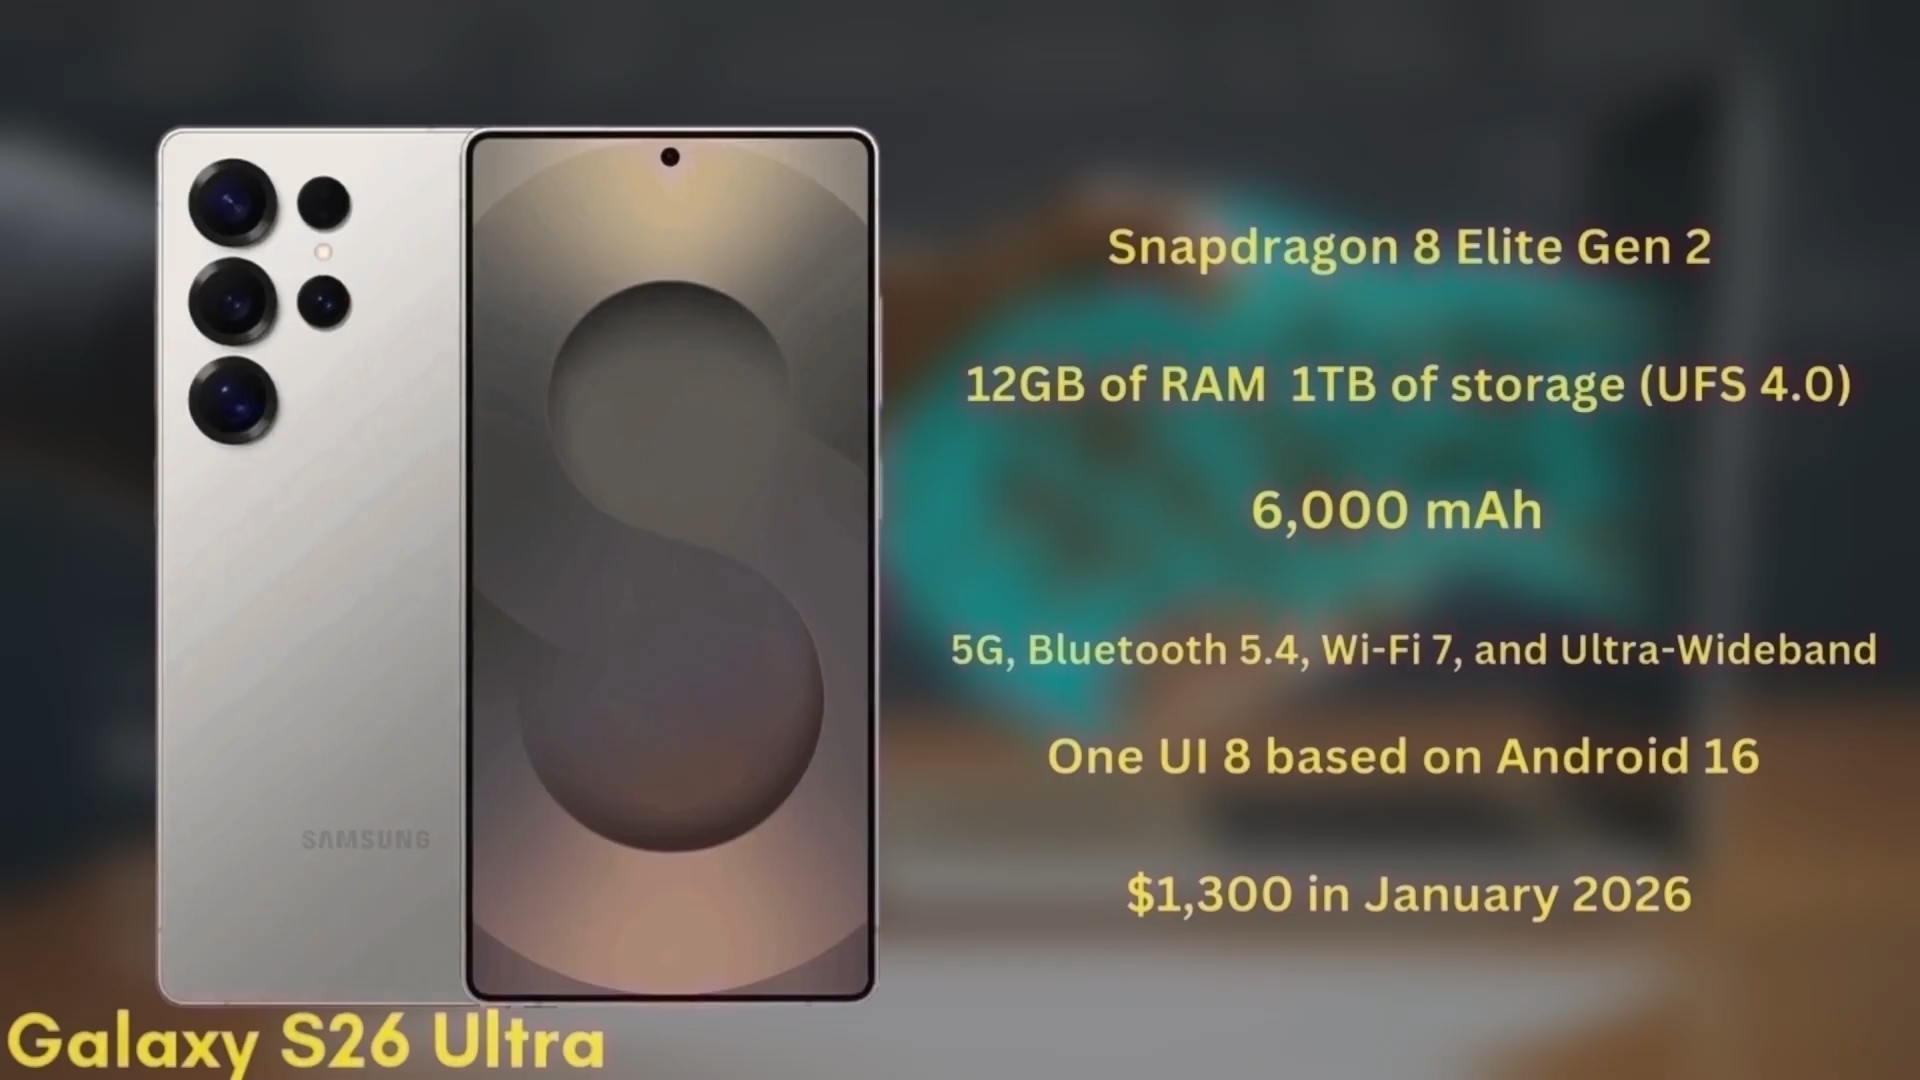 Snapdragon 8 Elite Gen 2
12GB of RAM 1TB of storage (UFS 4.0)
6,000 mAh
5G, Bluetooth 5.4, Wi-Fi 7, and Ultra-Wideband
One UI 8 based on Android 16
$1,300 in January 2026
SAMSUNG
Galaxy S26 Ultra